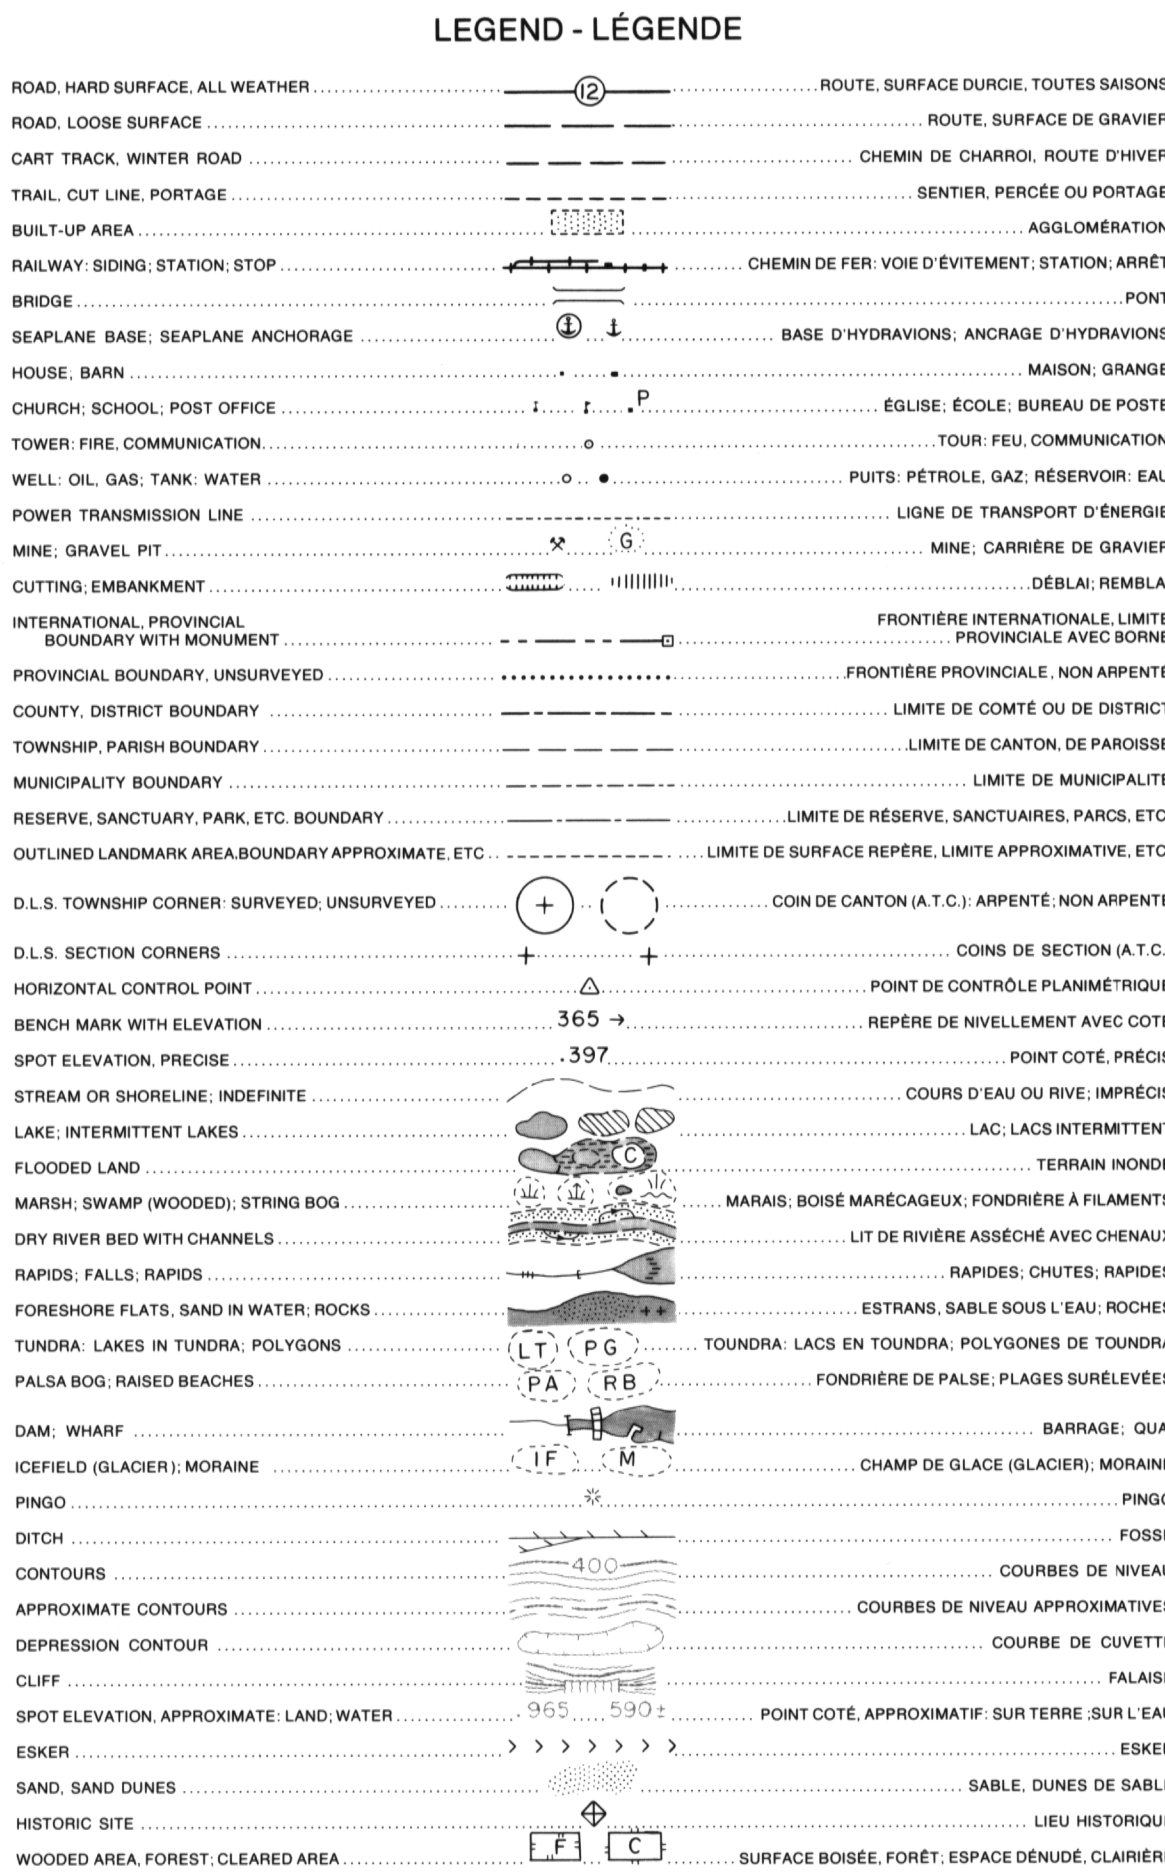 LEGEND - LÉGENDE
ROAD, HARD SURFACE, ALL WEATHER 12 ROUTE, SURFACE DURCIE, TOUTES SAISONS
ROAD, LOOSE SURFACE ROUTE, SURFACE DE GRAVIER
CART TRACK, WINTER ROAD CHEMIN DE CHARROI, ROUTE D'HIVER
TRAIL, CUT LINE, PORTAGE SENTIER, PERCÉE OU PORTAGE
BUILT-UP AREA AGGLOMÉRATION
RAILWAY: SIDING; STATION; STOP CHEMIN DE FER: VOIE D'ÉVITEMENT; STATION; ARRÊT
BRIDGE PONT
SEAPLANE BASE; SEAPLANE ANCHORAGE BASE D'HYDRAVIONS; ANCRAGE D'HYDRAVIONS
HOUSE; BARN MAISON; GRANGE
CHURCH; SCHOOL; POST OFFICE P ÉGLISE; ÉCOLE; BUREAU DE POSTE
TOWER: FIRE, COMMUNICATION TOUR: FEU, COMMUNICATION
WELL: OIL, GAS; TANK: WATER PUITS: PÉTROLE, GAZ; RÉSERVOIR: EAU
POWER TRANSMISSION LINE LIGNE DE TRANSPORT D'ÉNERGIE
MINE; GRAVEL PIT G MINE; CARRIÈRE DE GRAVIER
CUTTING; EMBANKMENT DÉBLAI; REMBLA
INTERNATIONAL, PROVINCIAL FRONTIÈRE INTERNATIONALE, LIMITE
BOUNDARY WITH MONUMENT PROVINCIALE AVEC BORNE
PROVINCIAL BOUNDARY, UNSURVEYED FRONTIÈRE PROVINCIALE, NON ARPENTÉ
COUNTY, DISTRICT BOUNDARY LIMITE DE COMTÉ OU DE DISTRICT
TOWNSHIP, PARISH BOUNDARY LIMITE DE CANTON, DE PAROISSE
MUNICIPALITY BOUNDARY LIMITE DE MUNICIPALITÉ
RESERVE, SANCTUARY, PARK, ETC. BOUNDARY LIMITE DE RÉSERVE, SANCTUAIRES, PARCS, ETC
OUTLINED LANDMARK AREA, BOUNDARY APPROXIMATE, ETC LIMITE DE SURFACE REPÈRE, LIMITE APPROXIMATIVE, ETC
D.L.S. TOWNSHIP CORNER: SURVEYED; UNSURVEYED COIN DE CANTON (A.T.C.): ARPENTÉ; NON ARPENTÉ
D.L.S. SECTION CORNERS COINS DE SECTION (A.T.C.
HORIZONTAL CONTROL POINT POINT DE CONTRÔLE PLANIMÉTRIQUE
BENCH MARK WITH ELEVATION 365 → REPÈRE DE NIVELLEMENT AVEC COTE
SPOT ELEVATION, PRECISE .397 POINT COTÉ, PRÉCIS
STREAM OR SHORELINE; INDEFINITE COURS D'EAU OU RIVE; IMPRÉCIS
LAKE; INTERMITTENT LAKES LAC; LACS INTERMITTENT
FLOODED LAND C TERRAIN INONDÉ
MARSH; SWAMP (WOODED); STRING BOG MARAIS; BOISÉ MARÉCAGEUX; FONDRIÈRE À FILAMENTS
DRY RIVER BED WITH CHANNELS LIT DE RIVIÈRE ASSÉCHÉ AVEC CHENAUX
RAPIDS; FALLS; RAPIDS RAPIDES; CHUTES; RAPIDES
FORESHORE FLATS, SAND IN WATER; ROCKS ESTRANS, SABLE SOUS L'EAU; ROCHES
TUNDRA: LAKES IN TUNDRA; POLYGONS LT PG TOUNDRA: LACS EN TOUNDRA; POLYGONES DE TOUNDRA
PALSA BOG; RAISED BEACHES PA RB FONDRIÈRE DE PALSE; PLAGES SURÉLEVÉES
DAM; WHARF BARRAGE; QUA
ICEFIELD (GLACIER); MORAINE IF M CHAMP DE GLACE (GLACIER); MORAINE
PINGO PINGO
DITCH FOSS
CONTOURS 400 COURBES DE NIVEAU
APPROXIMATE CONTOURS COURBES DE NIVEAU APPROXIMATIVES
DEPRESSION CONTOUR COURBE DE CUVETT
CLIFF FALAIS
SPOT ELEVATION, APPROXIMATE: LAND; WATER .965 590± POINT COTÉ, APPROXIMATIF: SUR TERRE ;SUR L'EAU
ESKER ESKE
SAND, SAND DUNES SABLE, DUNES DE SABL
HISTORIC SITE LIEU HISTORIQU
WOODED AREA, FOREST; CLEARED AREA F C SURFACE BOISÉE, FORÊT; ESPACE DÉNUDÉ, CLAIRIÈR